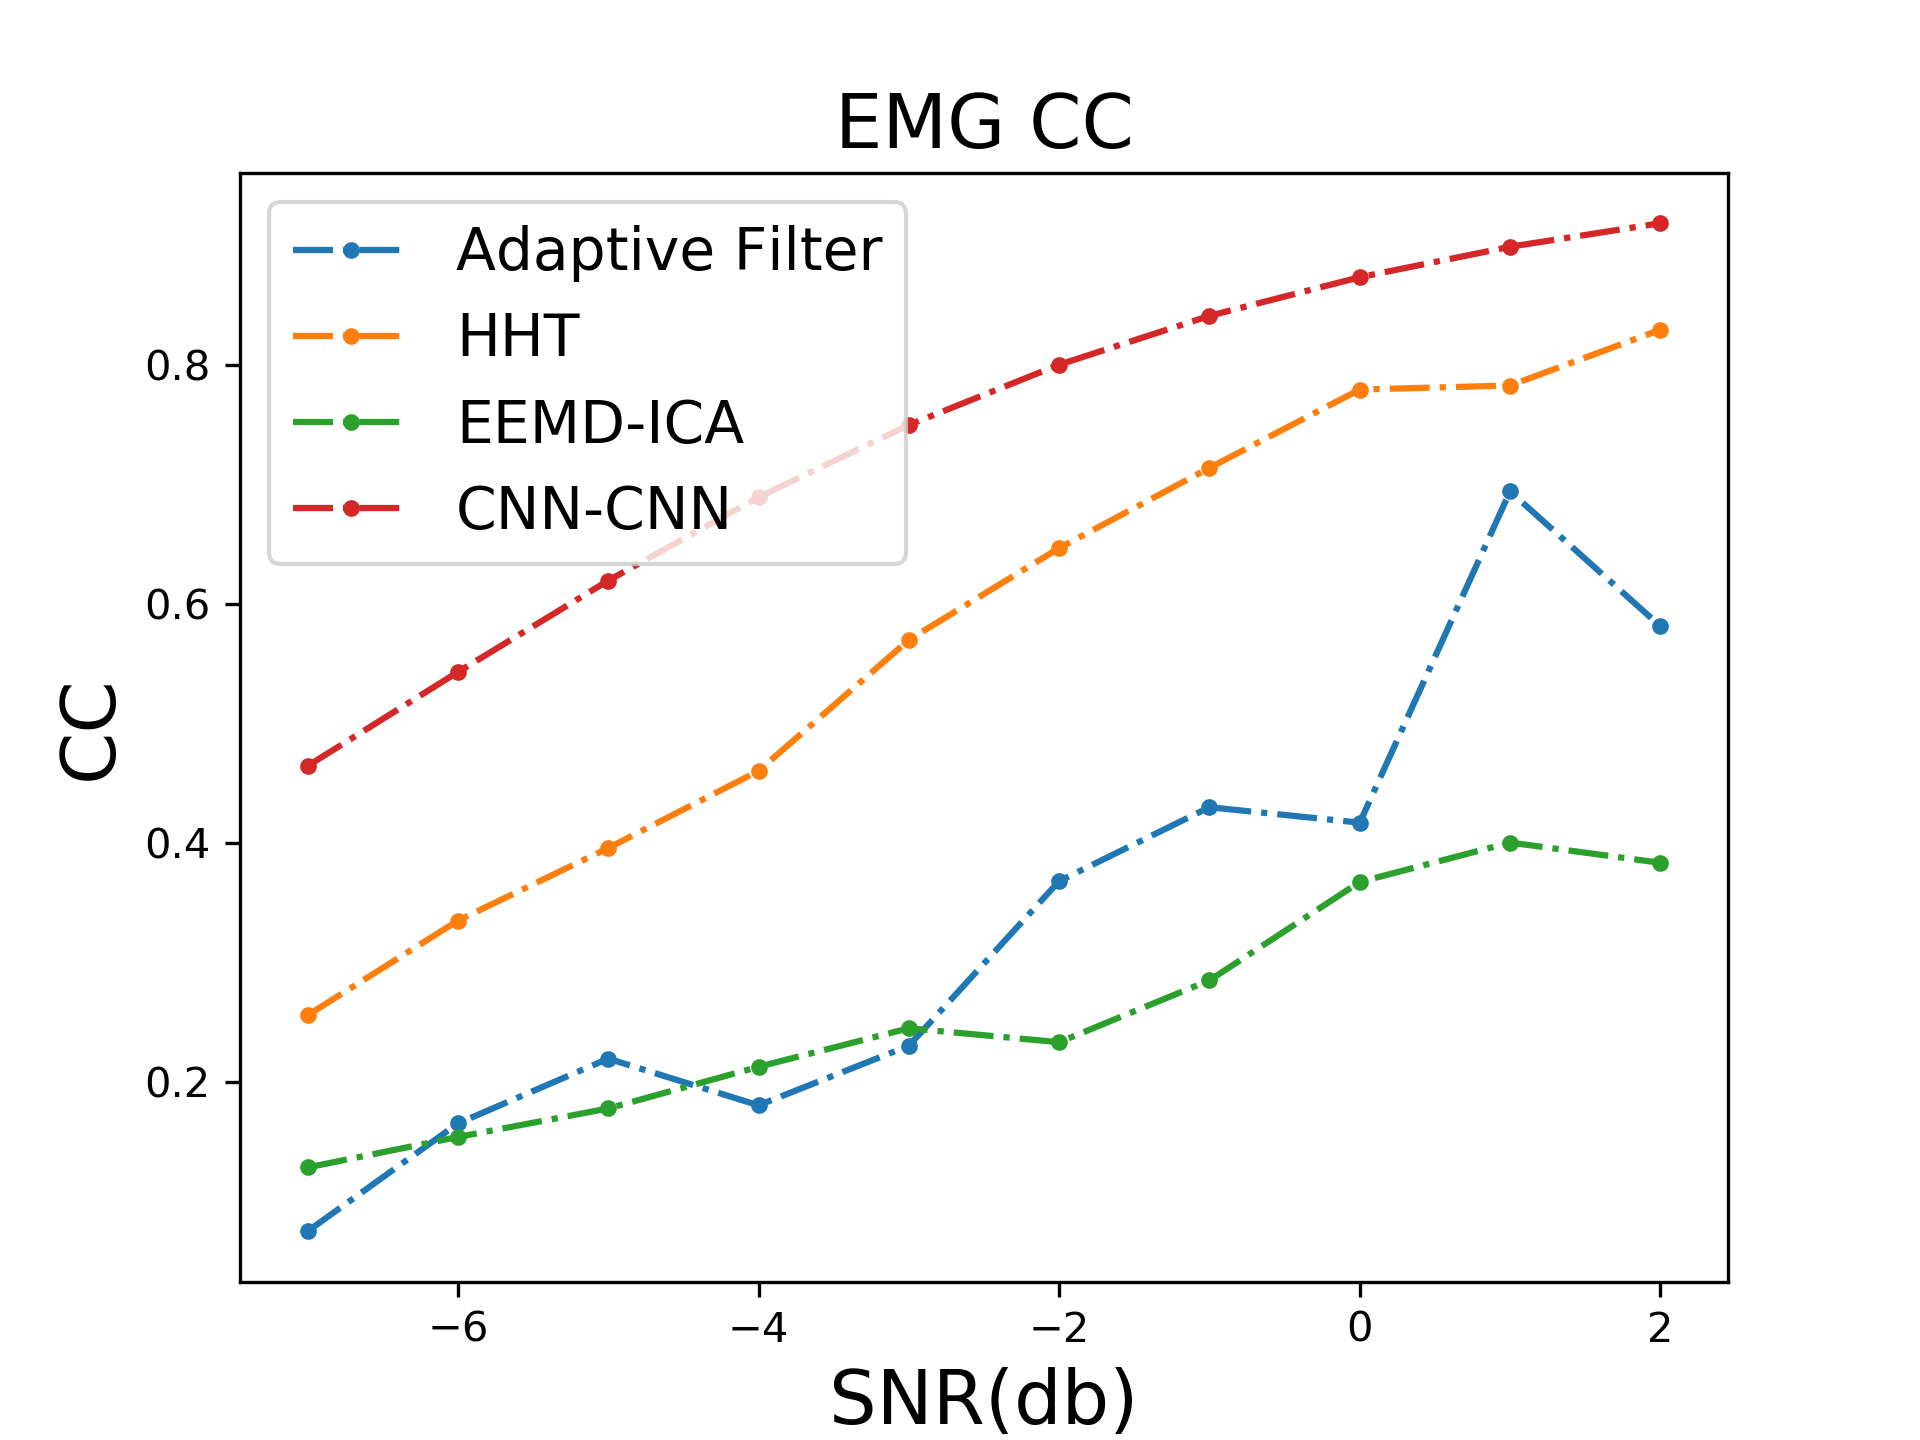 EMG CC
Adaptive Filter
HHT
EEMD-ICA
CNN-CNN
CC
0.8
0.6
0.4
0.2
−6 −4 −2 0 2
SNR(db)